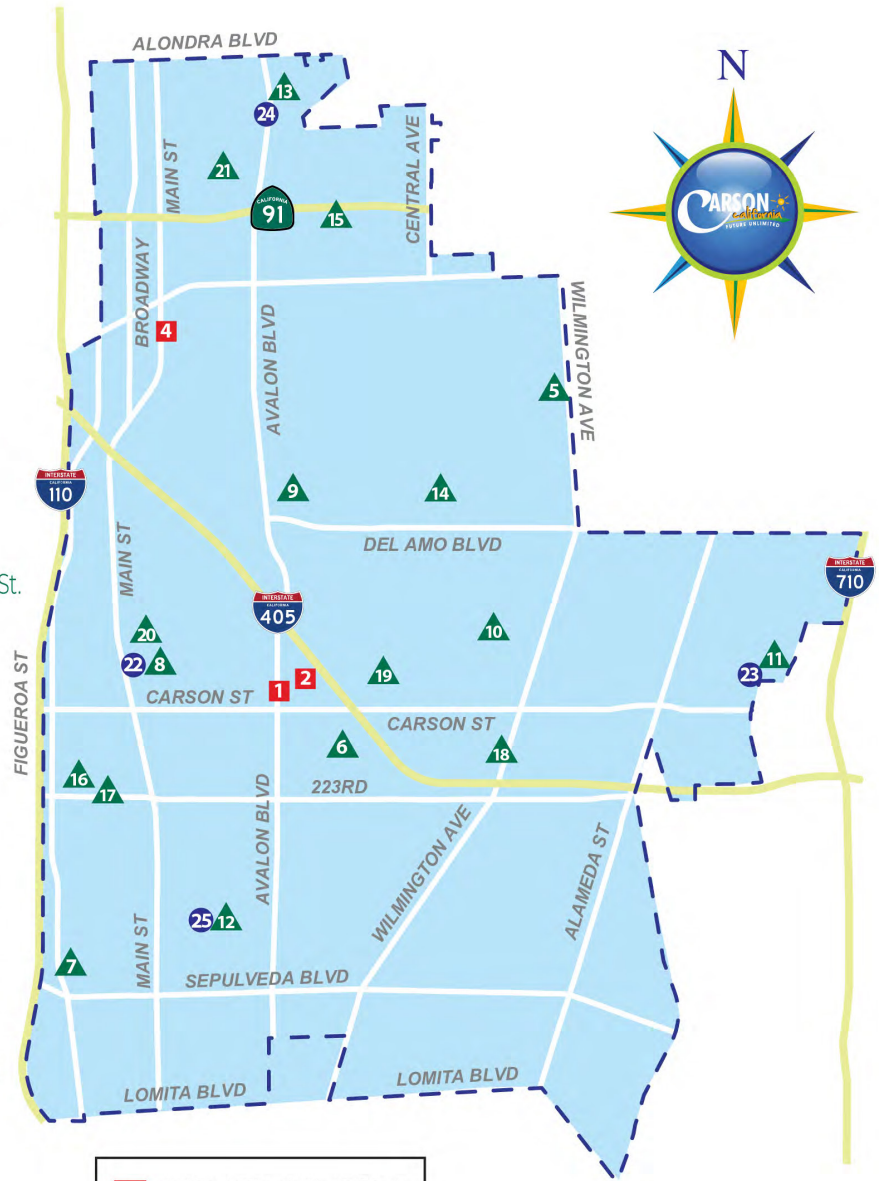 ALONDRA BLVD
N
13
24
MAIN ST
21
CENTRAL AVE
CALIFORNIA
91
15
CARSON
California
FUTURE UNLIMITED
BROADWAY
4
AVALON BLVD
WILMINGTON AVE
5
INTERSTATE
CALIFORNIA
110
9
14
DEL AMO BLVD
MAIN ST
St.
INTERSTATE
CALIFORNIA
405
INTERSTATE
CALIFORNIA
710
20
10
22
8
19
11
23
2
1
FIGUEROA ST
CARSON ST
CARSON ST
6
18
16
17
223RD
AVALON BLVD
WILMINGTON AVE
ALAMEDA ST
25
12
MAIN ST
7
SEPULVEDA BLVD
LOMITA BLVD
LOMITA BLVD